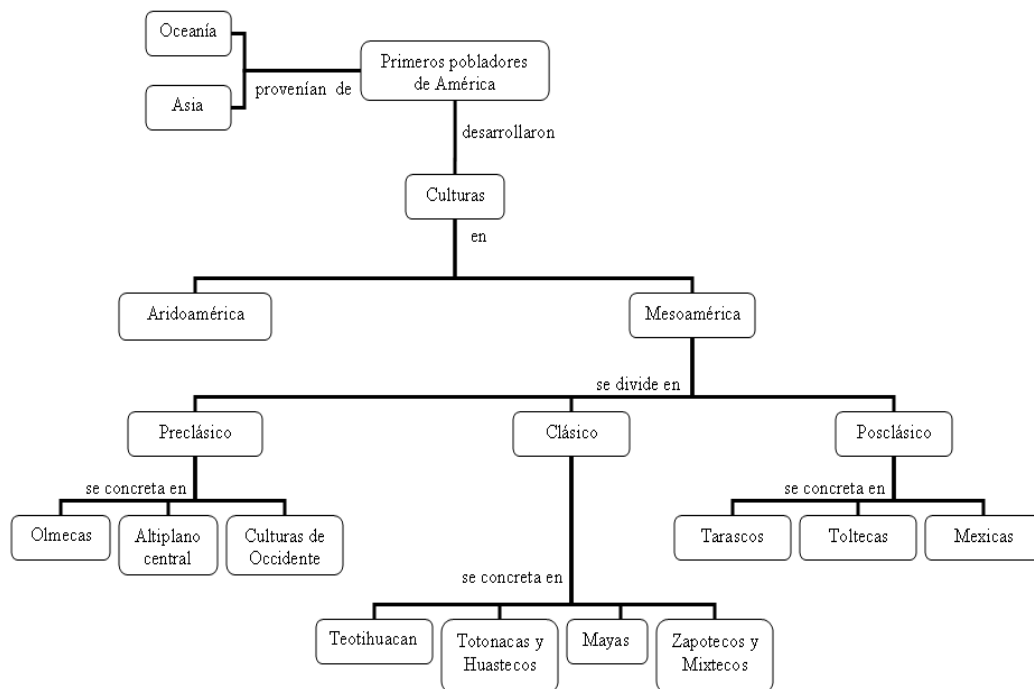 Oceanía
Primeros pobladores
de América
provenían de
Asia
desarrollaron
Culturas
en
Aridoamérica
Mesoamérica
se divide en
Preclásico
Clásico
Posclásico
se concreta en
se concreta en
Olmecas
Altiplano
central
Culturas de
Occidente
Tarascos
Toltecas
Mexicas
se concreta en
Teotihuacan
Totonacas y
Huastecos
Mayas
Zapotecos y
Mixtecos